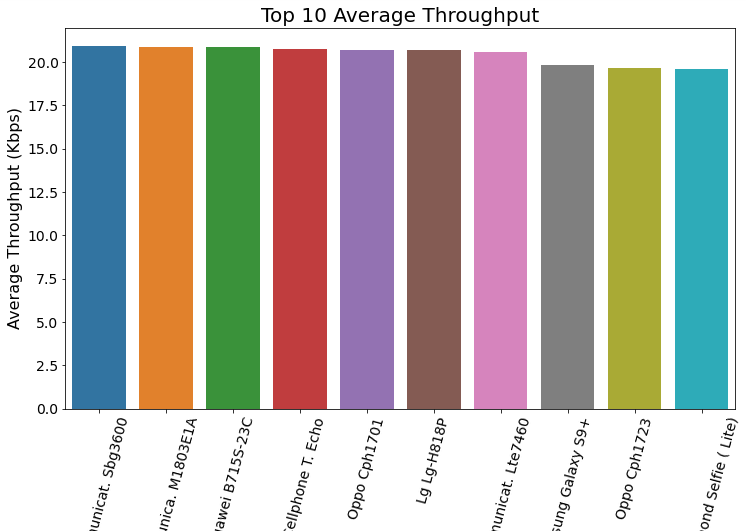 Top 10 Average Throughput
Average Throughput (Kbps)
20.0
17.5
15.0
12.5
10.0
7.5
5.0
2.5
0.0
Sbg3600
M1803E1A
B715S-23C
T. Echo
Oppo Cph1701
Lg Lg-H818P
Lte7460
Galaxy S9+
Oppo Cph1723
Selfie ( Lite)